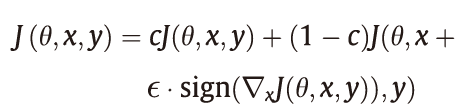 J(θ,x,y) = cJ(θ,x,y) + (1 − c)J(θ,x +
ϵ · sign(∇ₓJ(θ,x,y)),y)